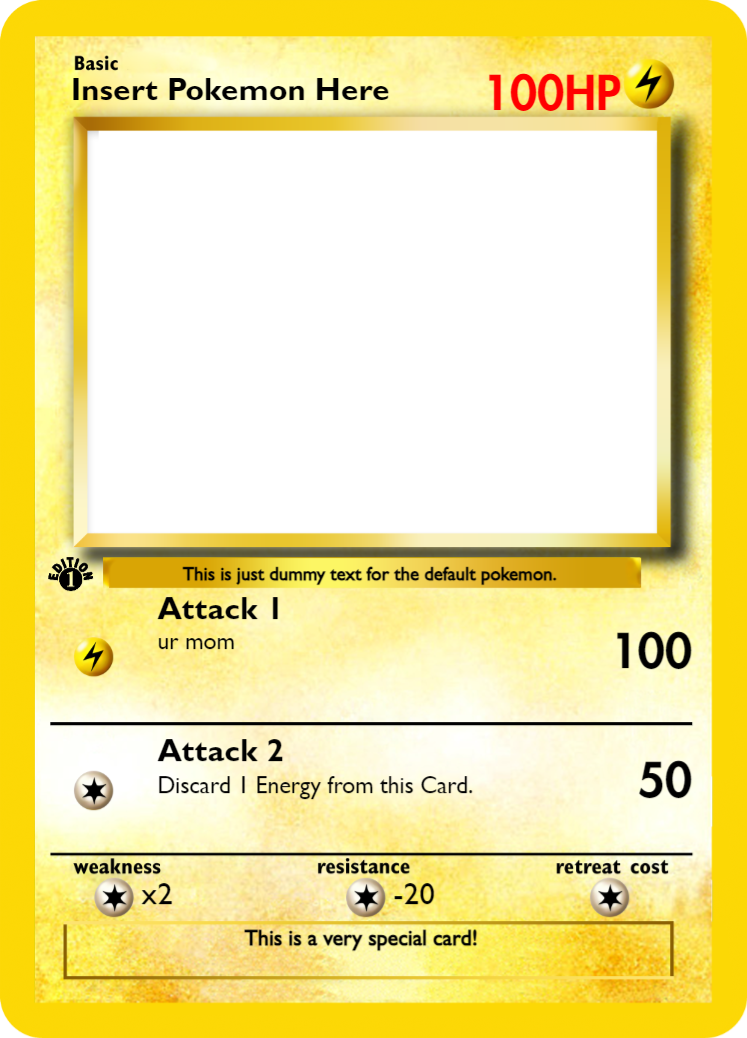 Basic
Insert Pokemon Here
100HP
EDITION 1
This is just dummy text for the default pokemon.
Attack 1
ur mom
100
Attack 2
Discard 1 Energy from this Card.
50
weakness resistance retreat cost
x2 -20
This is a very special card!